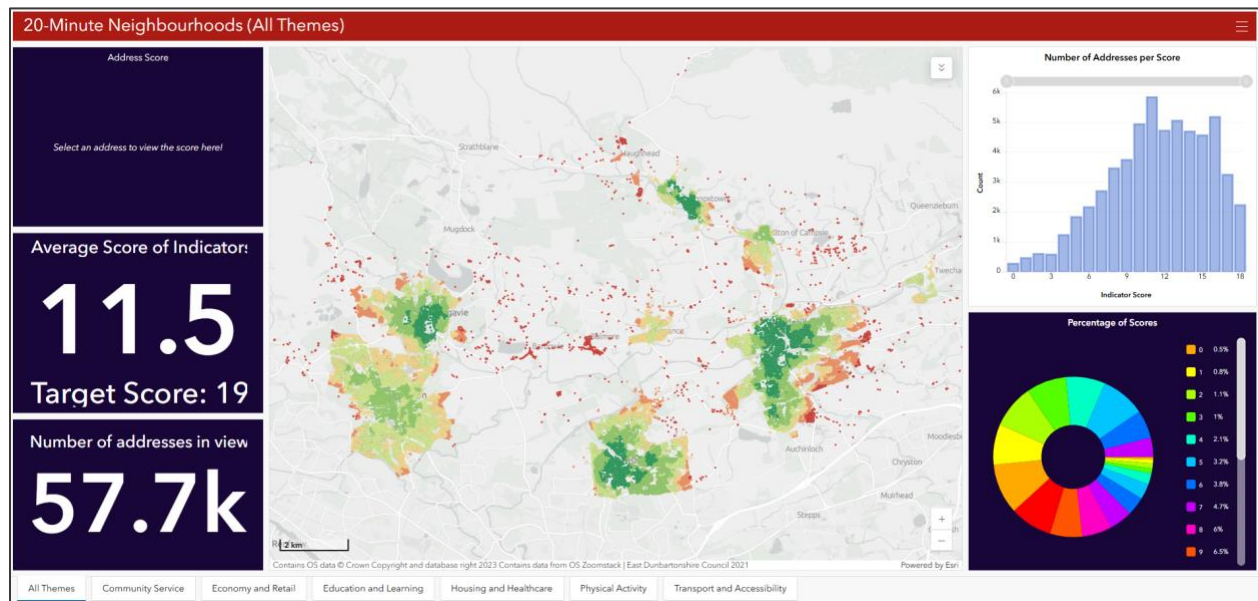 20-Minute Neighbourhoods (All Themes)
Address Score
Select an address to view the score here!
Average Score of Indicators
11.5
Target Score: 19
Number of addresses in view
57.7k
Strathblane
Haughhead
Mugdock
Queenzieburn
Auchinloch
Moodiesb
Chryston
Muirhead
Stepps
2 km
Contains OS data © Crown Copyright and database right 2023 Contains data from OS Zoomstack | East Dunbartonshire Council 2021
Powered by Esri
+
−
Number of Addresses per Score
6k
5k
4k
3k
2k
1k
0
Count
0 3 6 9 12 15 18
Indicator Score
Percentage of Scores
0 0.5%
1 0.8%
2 1.1%
3 1%
4 2.1%
5 3.2%
6 3.8%
7 4.7%
8 6%
9 6.5%
All Themes Community Service Economy and Retail Education and Learning Housing and Healthcare Physical Activity Transport and Accessibility